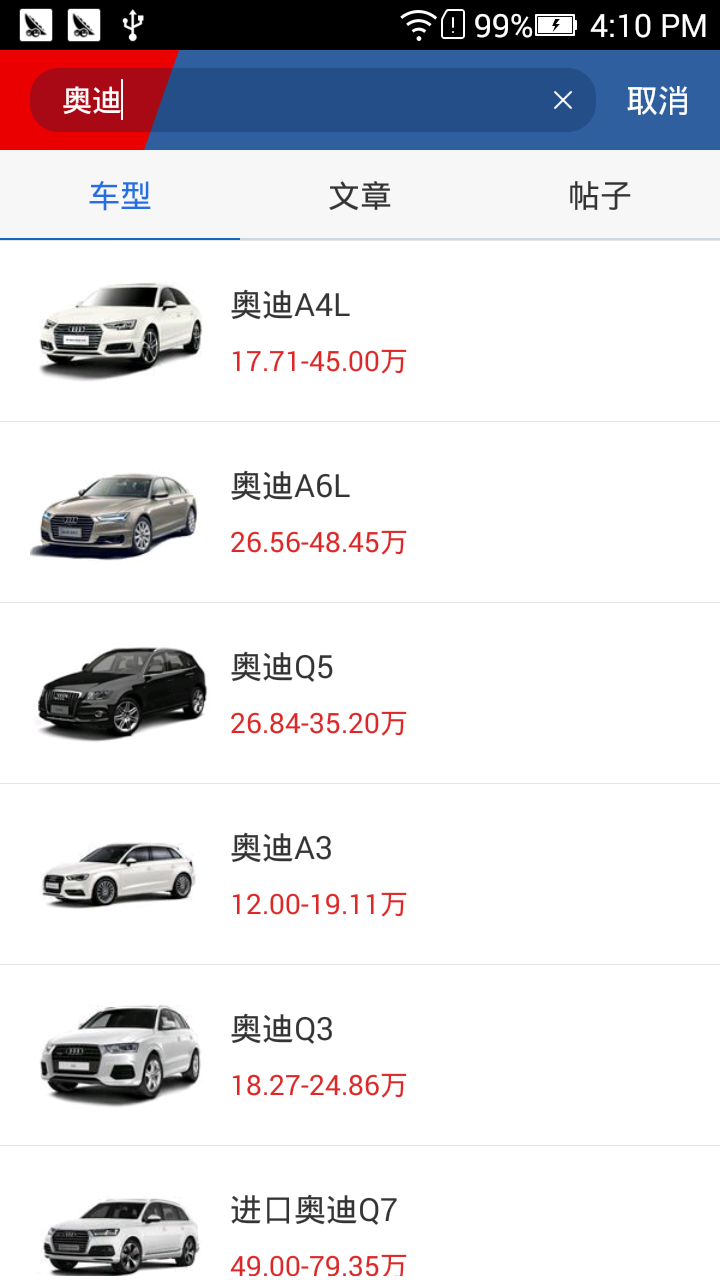 99% 4:10 PM
奥迪 取消
车型 文章 帖子
奥迪A4L
17.71-45.00万
奥迪A6L
26.56-48.45万
奥迪Q5
26.84-35.20万
奥迪A3
12.00-19.11万
奥迪Q3
18.27-24.86万
进口奥迪Q7
49.00-79.35万